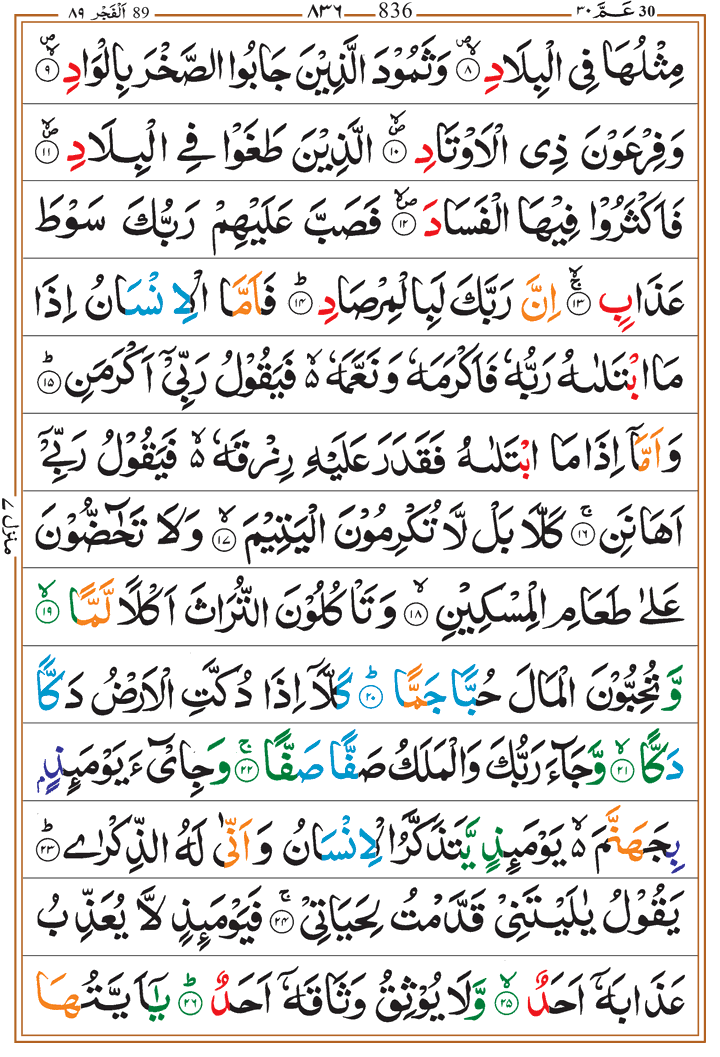 ٨٩ اَلْفَجْر 89
٨٣٦ 836
٣٠ عَمَّ 30
مِثْلُهَا فِى الْبِلَادِ ۝٨ وَثَمُوْدَ الَّذِيْنَ جَابُوا الصَّخْرَ بِالْوَادِ ۝٩
وَفِرْعَوْنَ ذِى الْاَوْتَادِ ۝١٠ الَّذِيْنَ طَغَوْا فِى الْبِلَادِ ۝١١
فَاَكْثَرُوْا فِيْهَا الْفَسَادَ ۝١٢ فَصَبَّ عَلَيْهِمْ رَبُّكَ سَوْطَ
عَذَابٍ ۝١٣ اِنَّ رَبَّكَ لَبِالْمِرْصَادِ ۝١٤ فَاَمَّا الْاِنْسَانُ اِذَا
مَا ابْتَلٰىهُ رَبُّهٗ فَاَكْرَمَهٗ وَنَعَّمَهٗ ۙ فَيَقُوْلُ رَبِّىْٓ اَكْرَمَنِ ۝١٥
وَاَمَّآ اِذَا مَا ابْتَلٰىهُ فَقَدَرَ عَلَيْهِ رِزْقَهٗ ۙ فَيَقُوْلُ رَبِّىْٓ
اَهَانَنِ ۝١٦ كَلَّا بَلْ لَّا تُكْرِمُوْنَ الْيَتِيْمَ ۝١٧ وَلَا تَحٰٓضُّوْنَ
عَلٰى طَعَامِ الْمِسْكِيْنِ ۝١٨ وَتَاْكُلُوْنَ التُّرَاثَ اَكْلًا لَّمًّا ۝١٩
وَّتُحِبُّوْنَ الْمَالَ حُبًّا جَمًّا ۝٢٠ كَلَّآ اِذَا دُكَّتِ الْاَرْضُ دَكًّا
دَكًّا ۝٢١ وَّجَآءَ رَبُّكَ وَالْمَلَكُ صَفًّا صَفًّا ۝٢٢ وَجِاىْٓءَ يَوْمَئِذٍۭ
بِجَهَنَّمَ ۙ يَوْمَئِذٍ يَّتَذَكَّرُ الْاِنْسَانُ وَاَنّٰى لَهُ الذِّكْرٰى ۝٢٣
يَقُوْلُ يٰلَيْتَنِىْ قَدَّمْتُ لِحَيَاتِىْ ۝٢٤ فَيَوْمَئِذٍ لَّا يُعَذِّبُ
عَذَابَهٗٓ اَحَدٌ ۝٢٥ وَّلَا يُوْثِقُ وَثَاقَهٗٓ اَحَدٌ ۝٢٦ يٰٓاَيَّتُهَا
منزل ٧